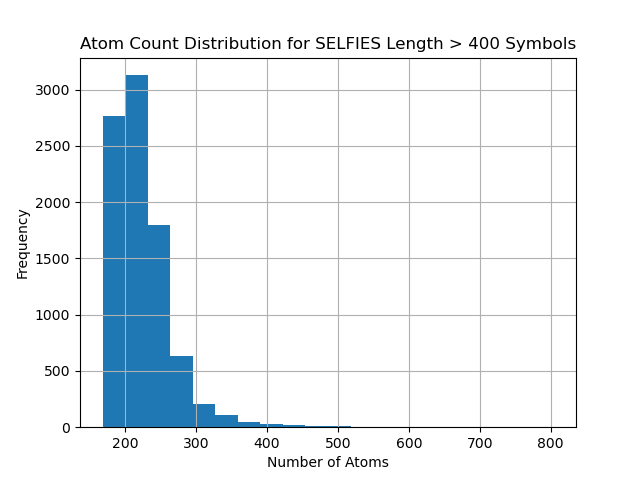 Atom Count Distribution for SELFIES Length > 400 Symbols
3000
2500
2000
1500
1000
500
0
Frequency
200 300 400 500 600 700 800
Number of Atoms